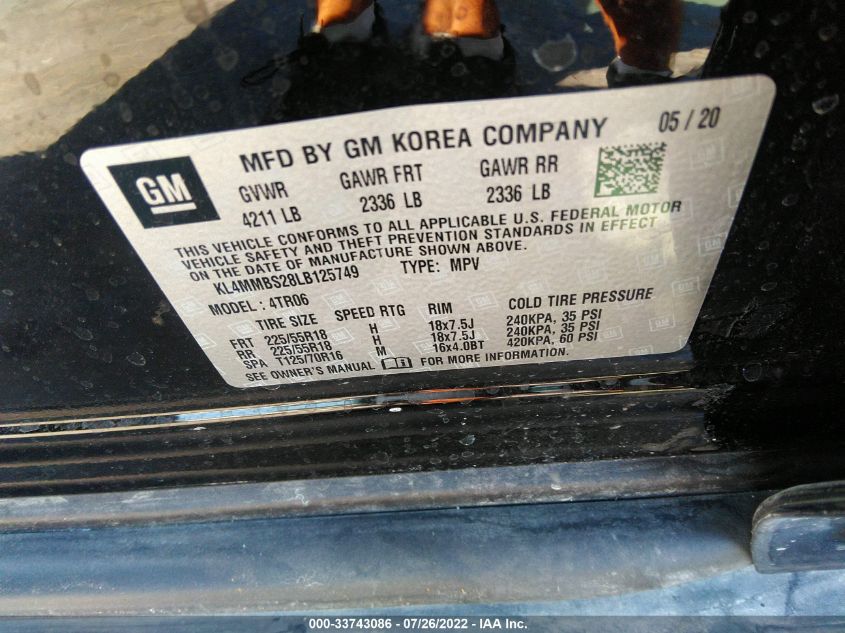 MFD BY GM KOREA COMPANY 05 / 20
GM
GVWR GAWR FRT GAWR RR
4211 LB 2336 LB 2336 LB
THIS VEHICLE CONFORMS TO ALL APPLICABLE U.S. FEDERAL MOTOR
VEHICLE SAFETY AND THEFT PREVENTION STANDARDS IN EFFECT
ON THE DATE OF MANUFACTURE SHOWN ABOVE.
KL4MMBS28LB125749 TYPE: MPV
MODEL: 4TR06
TIRE SIZE SPEED RTG RIM COLD TIRE PRESSURE
FRT 225/55R18 H 18x7.5J 240KPA, 35 PSI
RR 225/55R18 H 18x7.5J 240KPA, 35 PSI
SPA T125/70R16 M 16x4.0BT 420KPA, 60 PSI
SEE OWNER'S MANUAL FOR MORE INFORMATION.
000-33743086 - 07/26/2022 - IAA Inc.